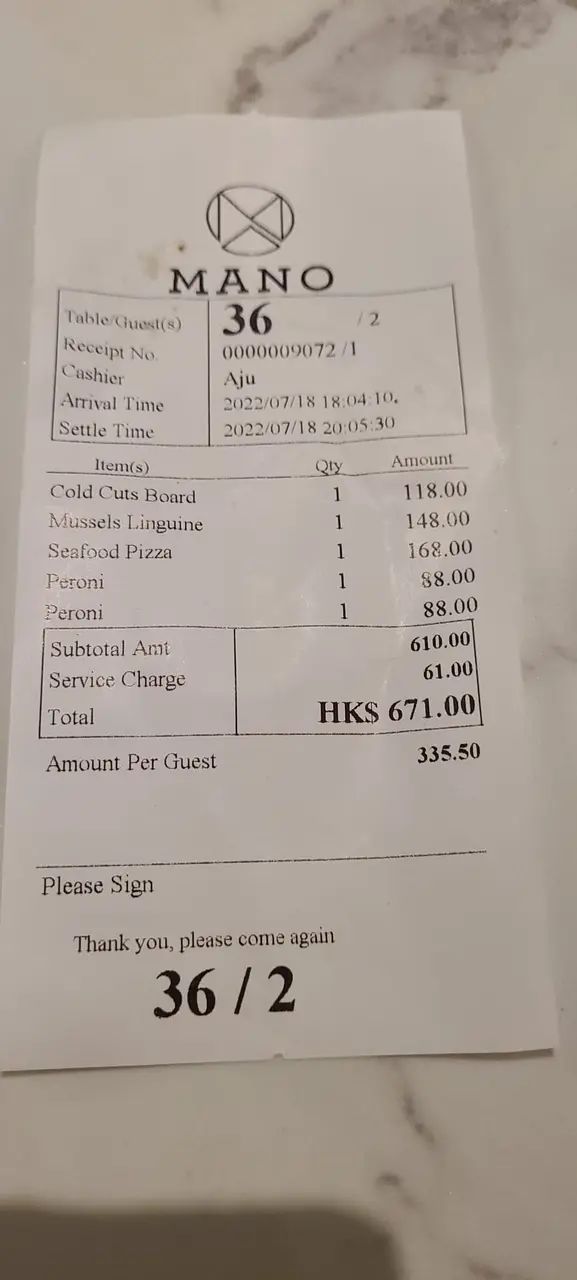 MANO
Table/Guest(s) 36 / 2
Receipt No. 0000009072 /1
Cashier Aju
Arrival Time 2022/07/18 18:04:10.
Settle Time 2022/07/18 20:05:30
Item(s) Qty Amount
Cold Cuts Board 1 118.00
Mussels Linguine 1 148.00
Seafood Pizza 1 168.00
Peroni 1 88.00
Peroni 1 88.00
Subtotal Amt 610.00
Service Charge 61.00
Total HK$ 671.00
Amount Per Guest 335.50
Please Sign
Thank you, please come again
36 / 2